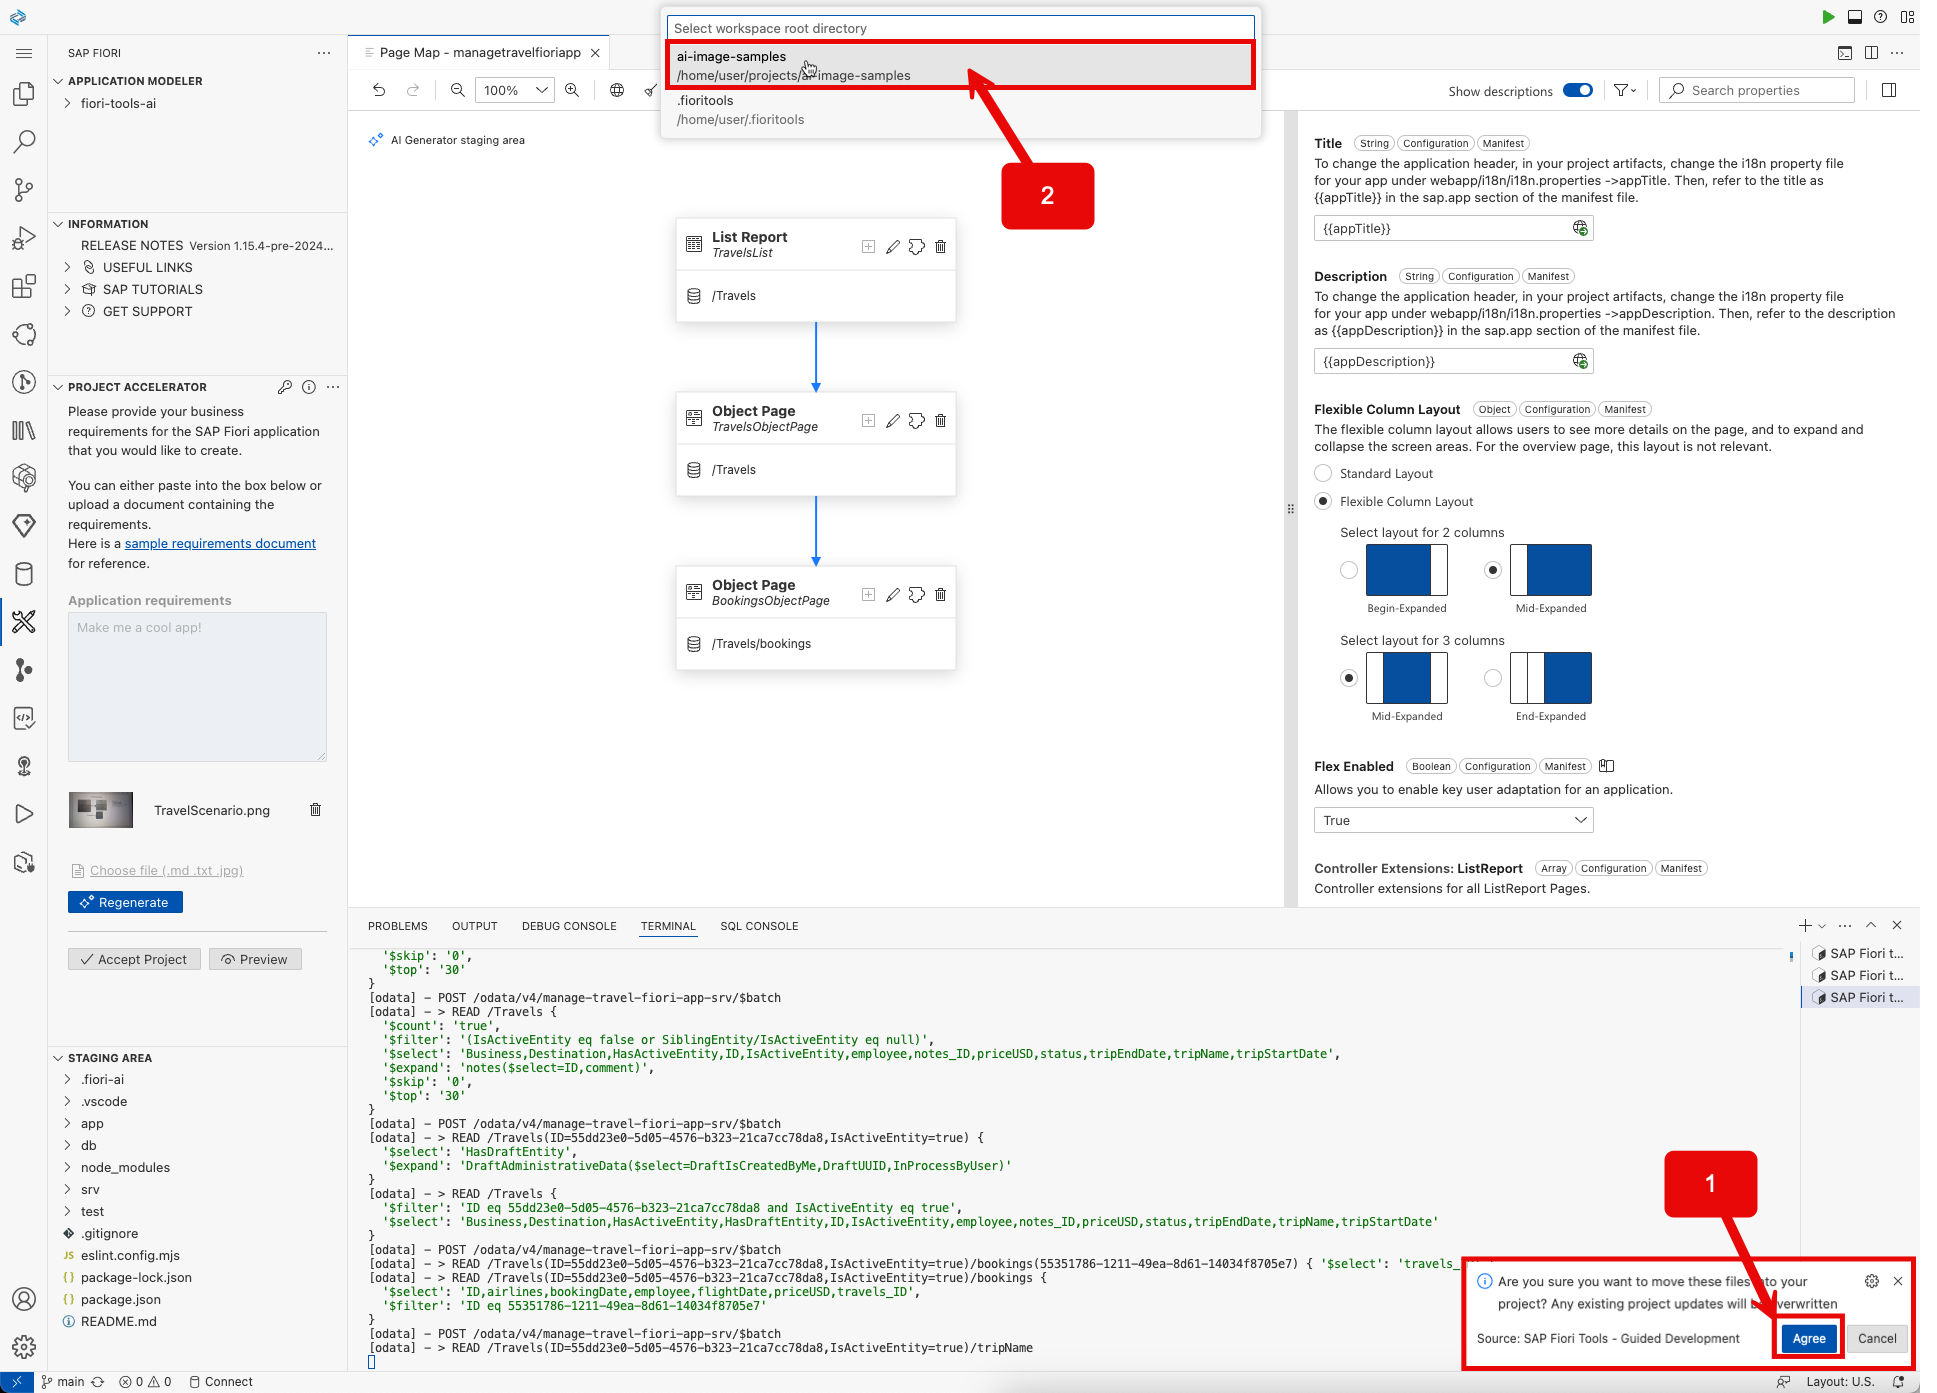 Select workspace root directory
ai-image-samples
/home/user/projects/ai-image-samples
.fioritools
/home/user/.fioritools
2
SAP FIORI
APPLICATION MODELER
fiori-tools-ai
INFORMATION
RELEASE NOTES Version 1.15.4-pre-2024...
USEFUL LINKS
SAP TUTORIALS
GET SUPPORT
PROJECT ACCELERATOR
Please provide your business
requirements for the SAP Fiori application
that you would like to create.
You can either paste into the box below or
upload a document containing the
requirements.
Here is a sample requirements document
for reference.
Application requirements
Make me a cool app!
TravelScenario.png
Choose file (.md .txt .jpg)
Regenerate
Accept Project
Preview
STAGING AREA
.fiori-ai
.vscode
app
db
node_modules
srv
test
.gitignore
JS eslint.config.mjs
{} package-lock.json
{} package.json
README.md
Page Map - managetravelfioriapp
100%
Show descriptions
Search properties
AI Generator staging area
List Report
TravelsList
/Travels
Object Page
TravelsObjectPage
/Travels
Object Page
BookingsObjectPage
/Travels/bookings
Title String Configuration Manifest
To change the application header, in your project artifacts, change the i18n property file
for your app under webapp/i18n/i18n.properties ->appTitle. Then, refer to the title as
{{appTitle}} in the sap.app section of the manifest file.
{{appTitle}}
Description String Configuration Manifest
To change the application header, in your project artifacts, change the i18n property file
for your app under webapp/i18n/i18n.properties ->appDescription. Then, refer to the description
as {{appDescription}} in the sap.app section of the manifest file.
{{appDescription}}
Flexible Column Layout Object Configuration Manifest
The flexible column layout allows users to see more details on the page, and to expand and
collapse the screen areas. For the overview page, this layout is not relevant.
Standard Layout
Flexible Column Layout
Select layout for 2 columns
Begin-Expanded
Mid-Expanded
Select layout for 3 columns
Mid-Expanded
End-Expanded
Flex Enabled Boolean Configuration Manifest
Allows you to enable key user adaptation for an application.
True
Controller Extensions: ListReport Array Configuration Manifest
Controller extensions for all ListReport Pages.
PROBLEMS OUTPUT DEBUG CONSOLE TERMINAL SQL CONSOLE
'$skip': '0',
'$top': '30'
}
[odata] - POST /odata/v4/manage-travel-fiori-app-srv/$batch
[odata] - > READ /Travels {
'$count': 'true',
'$filter': '(IsActiveEntity eq false or SiblingEntity/IsActiveEntity eq null)',
'$select': 'Business,Destination,HasActiveEntity,ID,IsActiveEntity,employee,notes_ID,priceUSD,status,tripEndDate,tripName,tripStartDate',
'$expand': 'notes($select=ID,comment)',
'$skip': '0',
'$top': '30'
}
[odata] - POST /odata/v4/manage-travel-fiori-app-srv/$batch
[odata] - > READ /Travels(ID=55dd23e0-5d05-4576-b323-21ca7cc78da8,IsActiveEntity=true) {
'$select': 'HasDraftEntity',
'$expand': 'DraftAdministrativeData($select=DraftIsCreatedByMe,DraftUUID,InProcessByUser)'
}
[odata] - > READ /Travels {
'$filter': 'ID eq 55dd23e0-5d05-4576-b323-21ca7cc78da8 and IsActiveEntity eq true',
'$select': 'Business,Destination,HasActiveEntity,HasDraftEntity,ID,IsActiveEntity,employee,notes_ID,priceUSD,status,tripEndDate,tripName,tripStartDate'
}
[odata] - POST /odata/v4/manage-travel-fiori-app-srv/$batch
[odata] - > READ /Travels(ID=55dd23e0-5d05-4576-b323-21ca7cc78da8,IsActiveEntity=true)/bookings(55351786-1211-49ea-8d61-14034f8705e7) { '$select': 'travels_
[odata] - > READ /Travels(ID=55dd23e0-5d05-4576-b323-21ca7cc78da8,IsActiveEntity=true)/bookings {
'$select': 'ID,airlines,bookingDate,employee,flightDate,priceUSD,travels_ID',
'$filter': 'ID eq 55351786-1211-49ea-8d61-14034f8705e7'
}
[odata] - POST /odata/v4/manage-travel-fiori-app-srv/$batch
[odata] - > READ /Travels(ID=55dd23e0-5d05-4576-b323-21ca7cc78da8,IsActiveEntity=true)/tripName
SAP Fiori t...
SAP Fiori t...
SAP Fiori t...
1
Are you sure you want to move these files into your
project? Any existing project updates will be overwritten
Source: SAP Fiori Tools - Guided Development
Agree
Cancel
main 0 0 Connect
Layout: U.S.